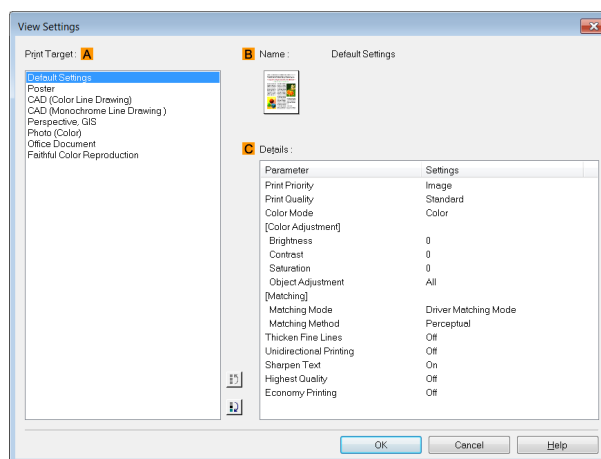 View Settings
Print Target : A
Default Settings
Poster
CAD (Color Line Drawing)
CAD (Monochrome Line Drawing )
Perspective, GIS
Photo (Color)
Office Document
Faithful Color Reproduction
B Name : Default Settings
C Details :
Parameter Settings
Print Priority Image
Print Quality Standard
Color Mode Color
[Color Adjustment]
Brightness 0
Contrast 0
Saturation 0
Object Adjustment All
[Matching]
Matching Mode Driver Matching Mode
Matching Method Perceptual
Thicken Fine Lines Off
Unidirectional Printing Off
Sharpen Text On
Highest Quality Off
Economy Printing Off
OK Cancel Help